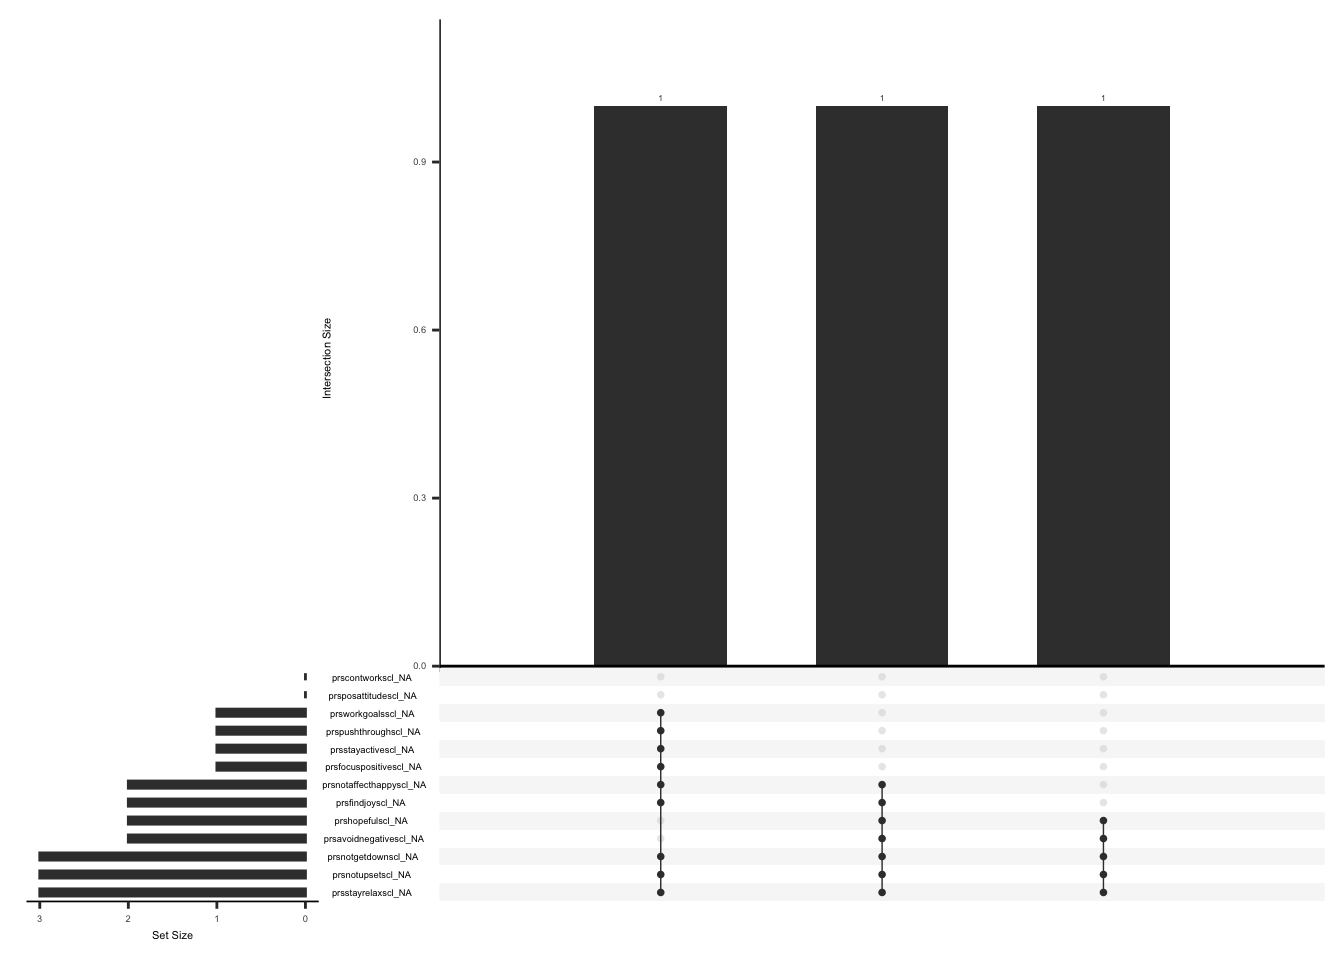 1 1 1
0.9
0.6
Intersection Size
0.3
0.0
prscontworkscl_NA
prsposattitudescl_NA
prsworkgoalsscl_NA
prspushthroughscl_NA
prsstayactivescl_NA
prsfocuspositivescl_NA
prsnotaffecthappyscl_NA
prsfindjoyscl_NA
prshopefulscl_NA
prsavoidnegativescl_NA
prsnotgetdownscl_NA
prsnotupsetscl_NA
prsstayrelaxscl_NA
3 2 1 0
Set Size